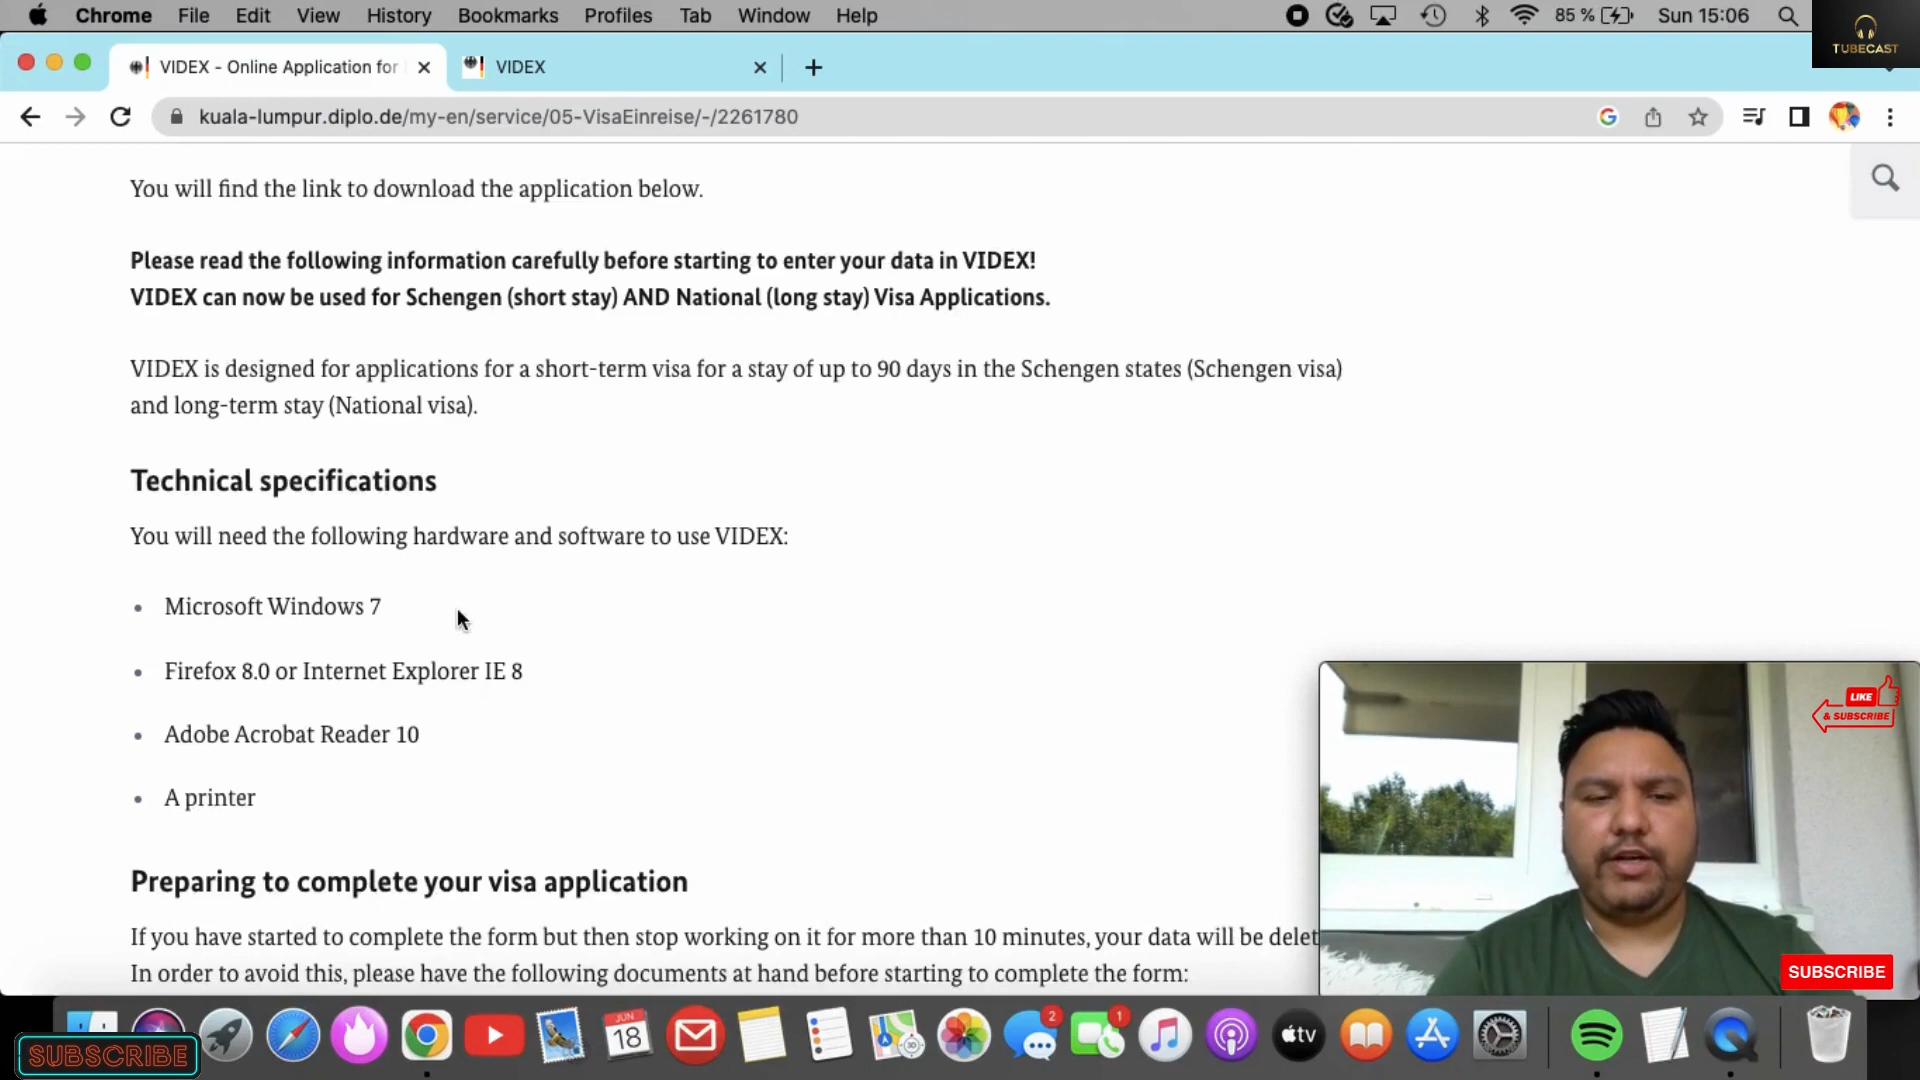 Chrome File Edit View History Bookmarks Profiles Tab Window Help 85 % Sun 15:06
TUBECAST
VIDEX - Online Application for
VIDEX
kuala-lumpur.diplo.de/my-en/service/05-VisaEinreise/-/2261780
You will find the link to download the application below.
Please read the following information carefully before starting to enter your data in VIDEX!
VIDEX can now be used for Schengen (short stay) AND National (long stay) Visa Applications.
VIDEX is designed for applications for a short-term visa for a stay of up to 90 days in the Schengen states (Schengen visa)
and long-term stay (National visa).
Technical specifications
You will need the following hardware and software to use VIDEX:
• Microsoft Windows 7
• Firefox 8.0 or Internet Explorer IE 8
• Adobe Acrobat Reader 10
• A printer
LIKE
& SUBSCRIBE
Preparing to complete your visa application
If you have started to complete the form but then stop working on it for more than 10 minutes, your data will be delet
In order to avoid this, please have the following documents at hand before starting to complete the form:
SUBSCRIBE
JUN
18
2
1
tv
SUBSCRIBE